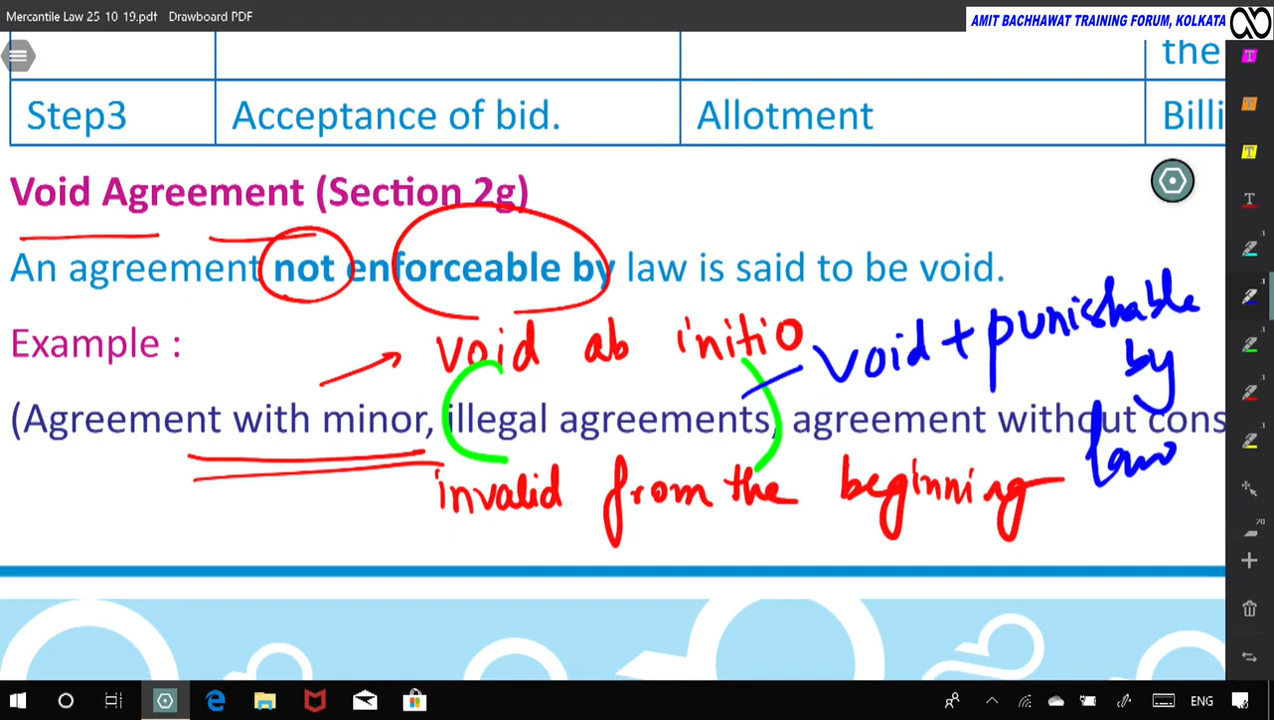 Mercantile Law 25 10 19.pdf Drawboard PDF
AMIT BACHHAWAT TRAINING FORUM, KOLKATA
the
Step3 Acceptance of bid. Allotment Billi
Void Agreement (Section 2g)
An agreement not enforceable by law is said to be void.
Example :
void ab initio
void + punishable
by
law
(Agreement with minor, illegal agreements, agreement without cons
invalid from the beginning
ENG